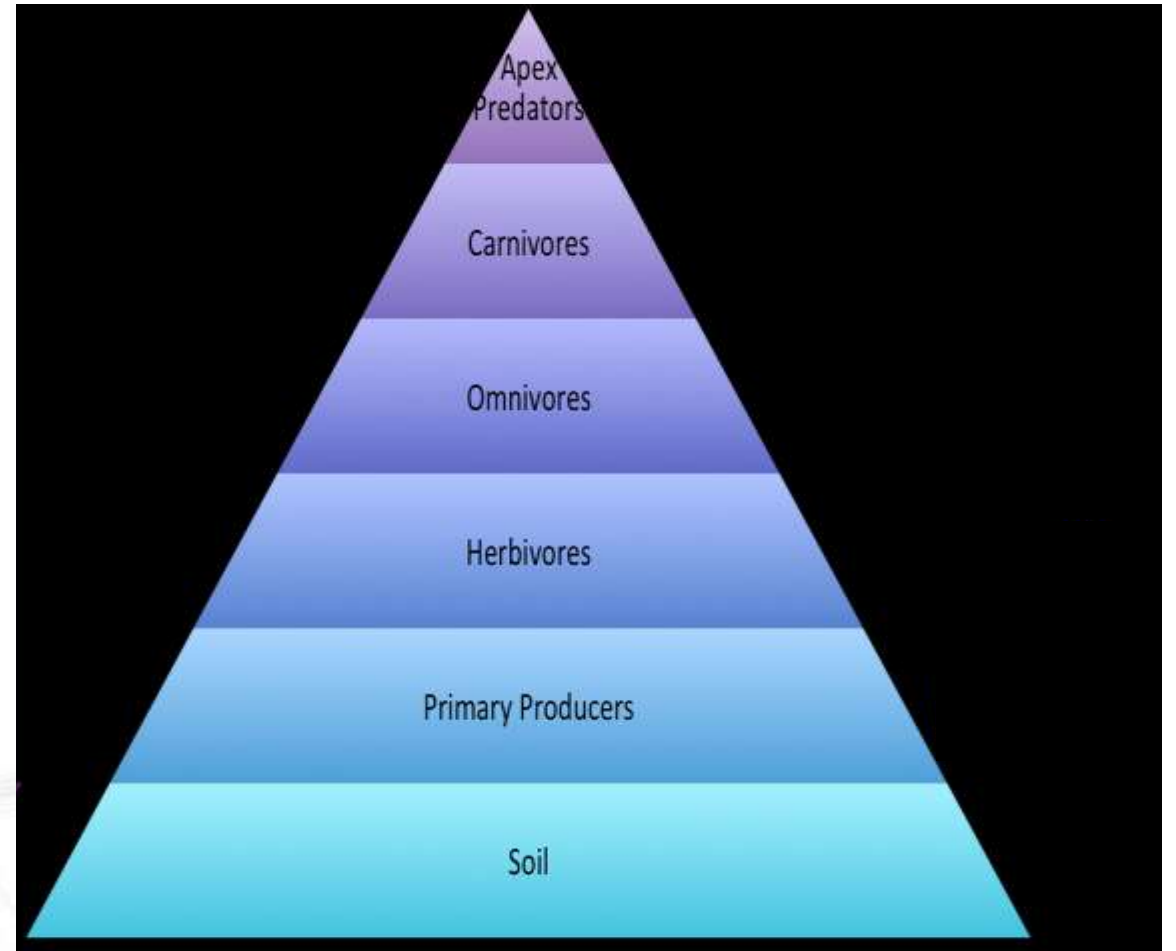 Apex
Predators
Carnivores
Omnivores
Herbivores
Primary Producers
Soil